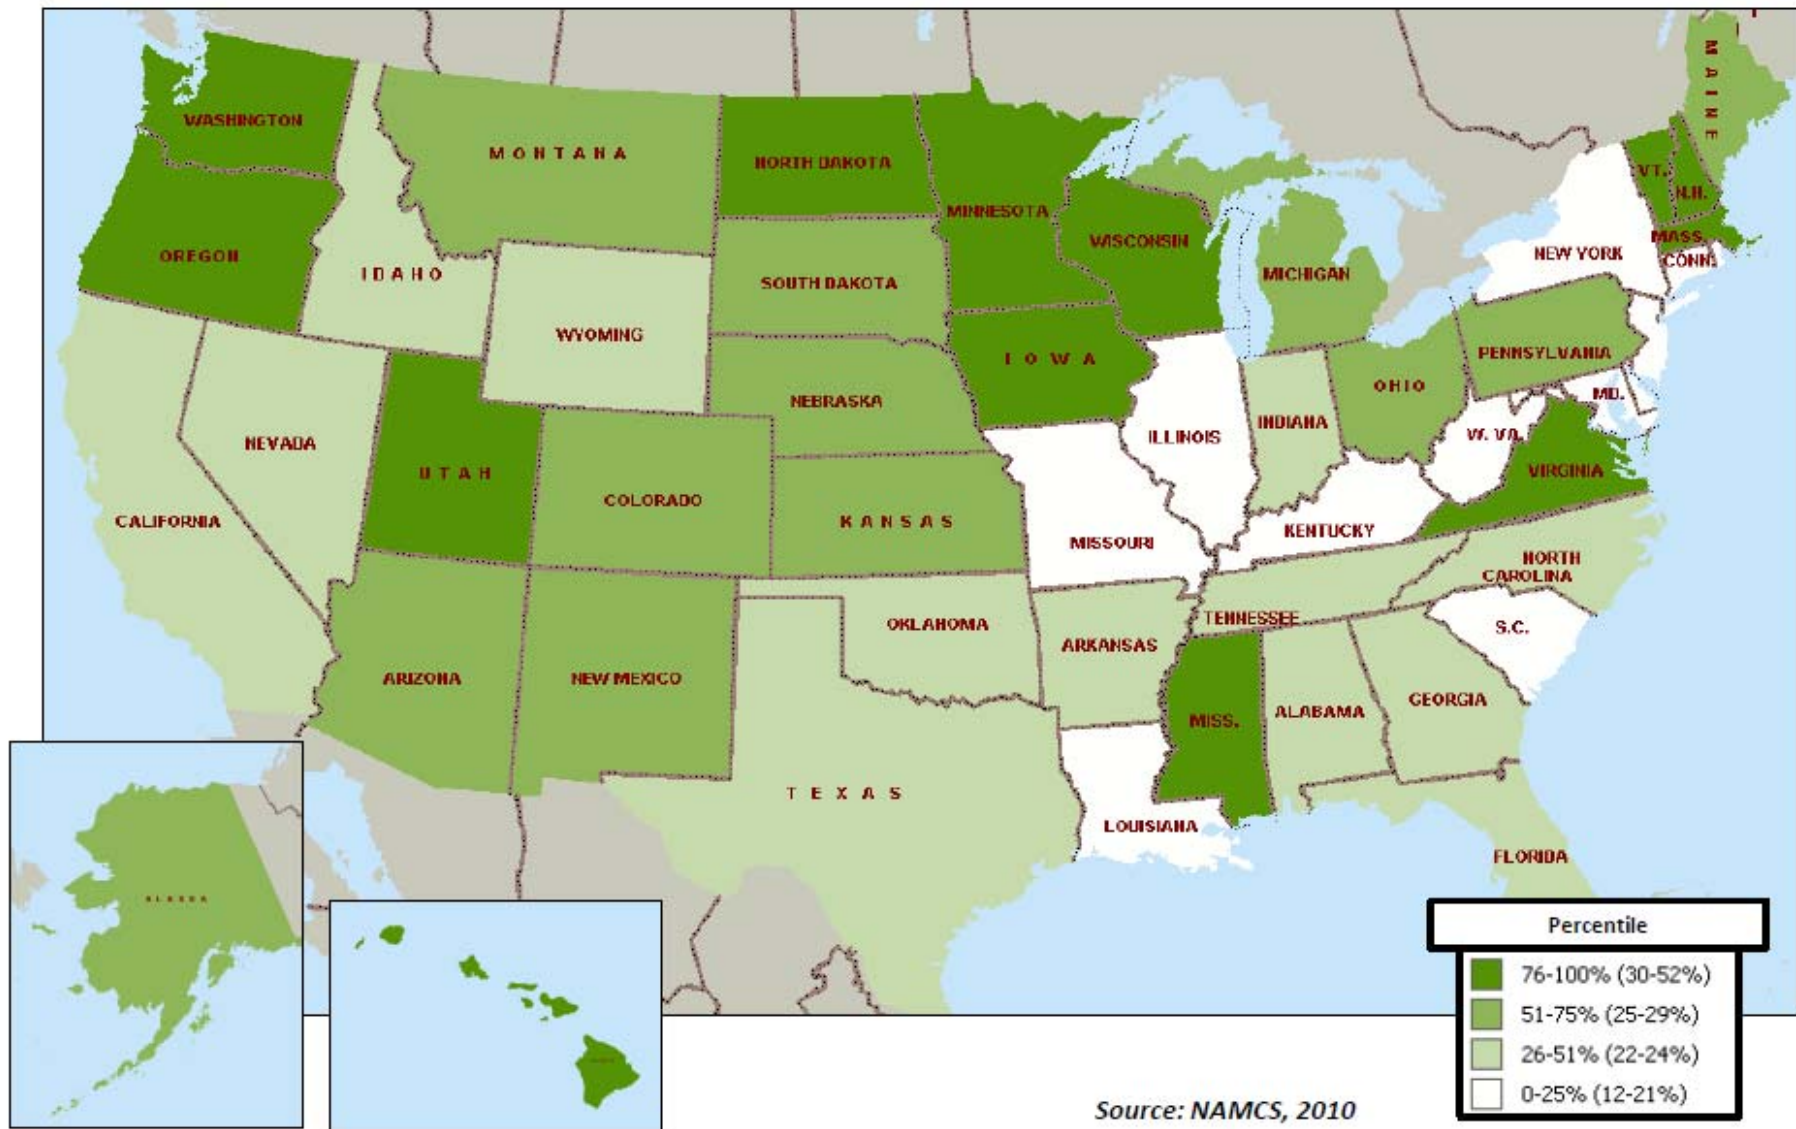 MAINE
WASHINGTON
MONTANA
NORTH DAKOTA
MINNESOTA
VT.
N.H.
WISCONSIN
MASS.
OREGON
IDAHO
NEW YORK
CONN.
MICHIGAN
SOUTH DAKOTA
WYOMING
IOWA
PENNSYLVANIA
OHIO
MD.
NEBRASKA
INDIANA
ILLINOIS
W. VA.
NEVADA
UTAH
VIRGINIA
COLORADO
CALIFORNIA
KANSAS
KENTUCKY
MISSOURI
NORTH
CAROLINA
TENNESSEE
OKLAHOMA
S.C.
ARKANSAS
ARIZONA
NEW MEXICO
GEORGIA
ALABAMA
MISS.
TEXAS
LOUISIANA
FLORIDA
ALASKA
Percentile
76-100% (30-52%)
51-75% (25-29%)
26-51% (22-24%)
0-25% (12-21%)
Source: NAMCS, 2010